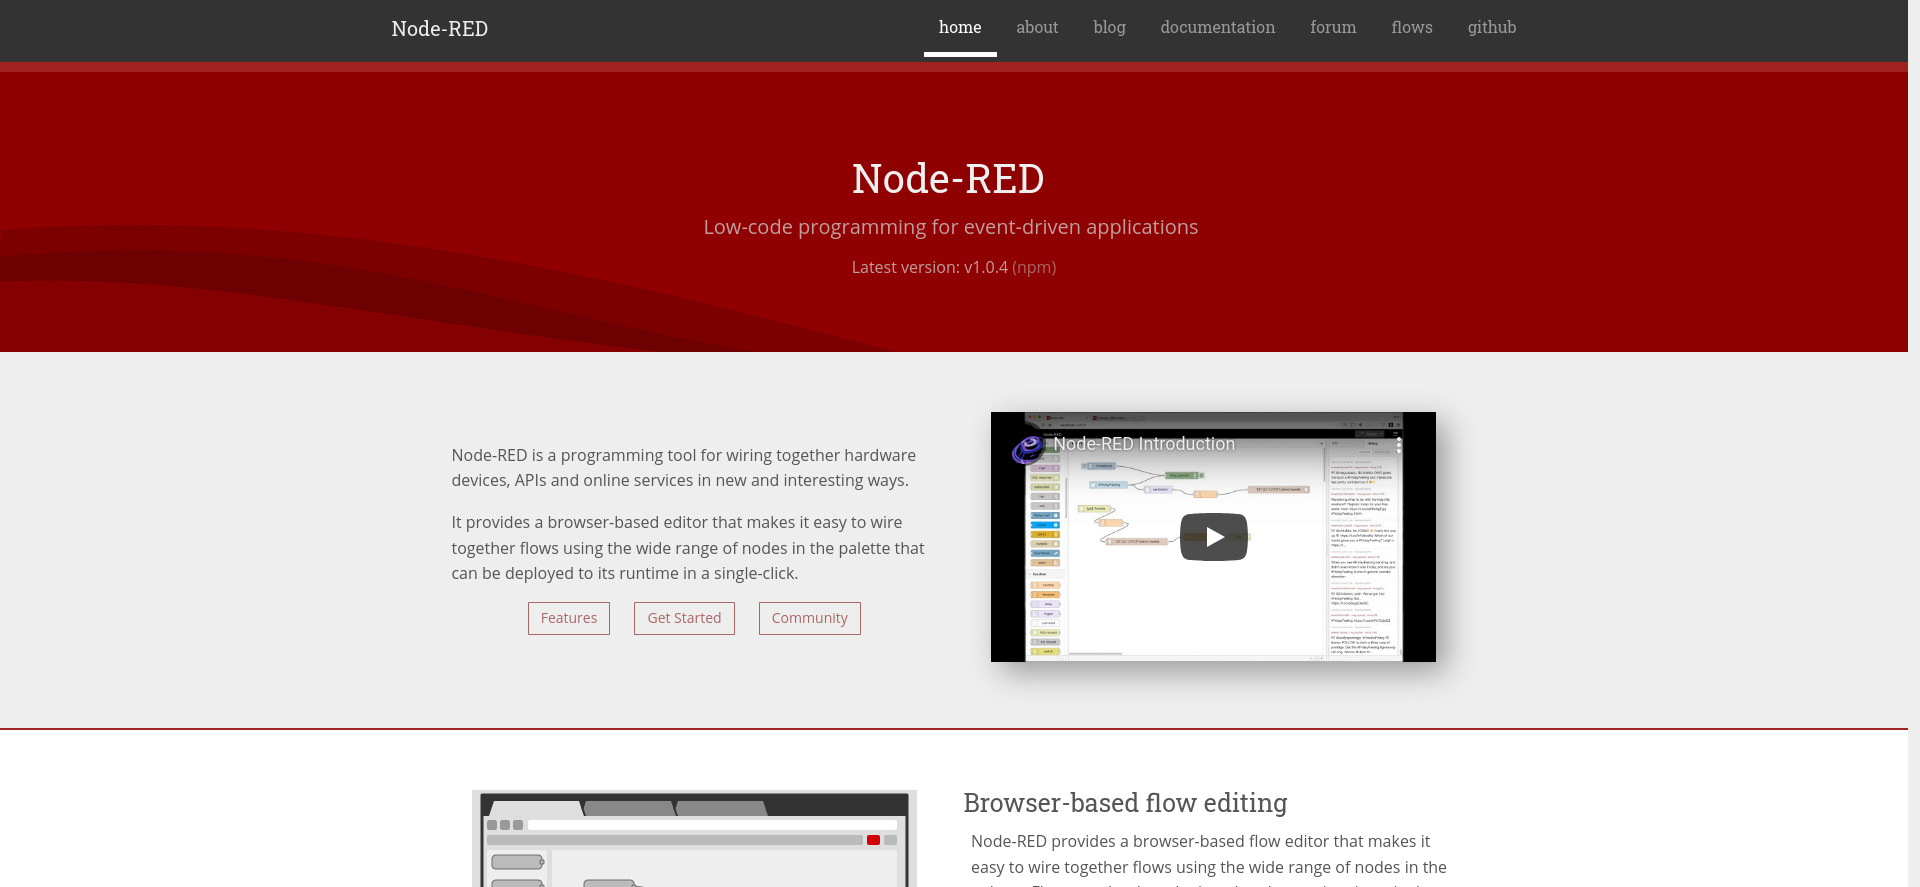 Node-RED
home
about
blog
documentation
forum
flows
github
Node-RED
Low-code programming for event-driven applications
Latest version: v1.0.4 (npm)
Node-RED is a programming tool for wiring together hardware
devices, APIs and online services in new and interesting ways.
It provides a browser-based editor that makes it easy to wire
together flows using the wide range of nodes in the palette that
can be deployed to its runtime in a single-click.
Features
Get Started
Community
Node-RED Introduction
Browser-based flow editing
Node-RED provides a browser-based flow editor that makes it
easy to wire together flows using the wide range of nodes in the